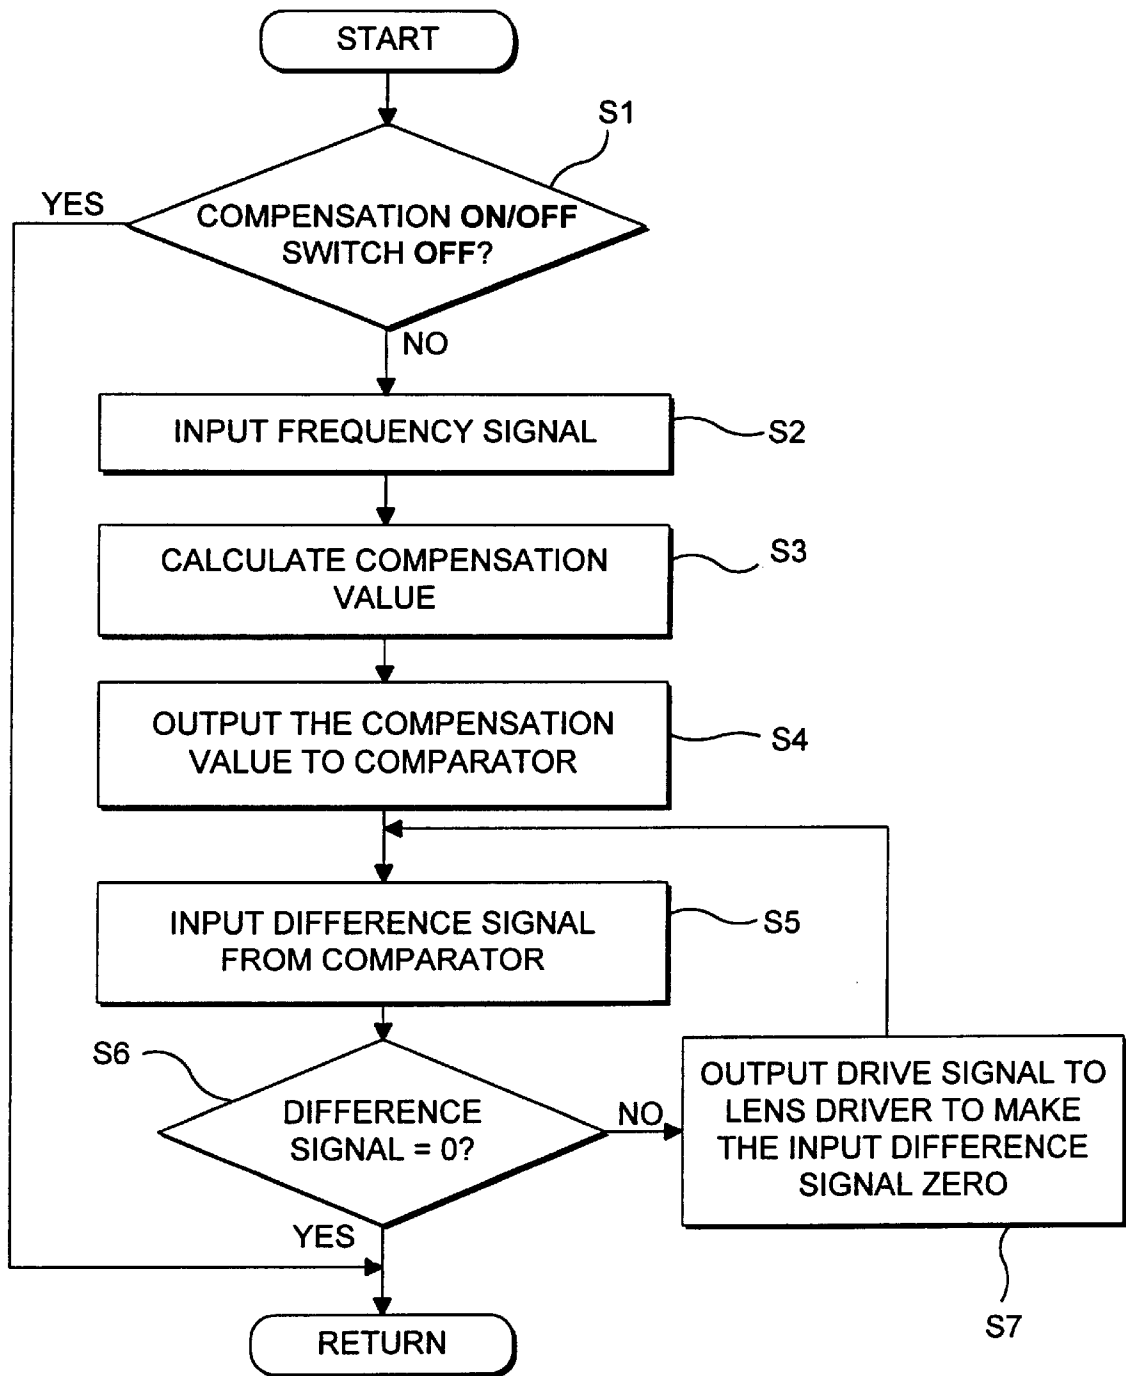 START
S1
YES
COMPENSATION ON/OFF
SWITCH OFF?
NO
INPUT FREQUENCY SIGNAL
S2
CALCULATE COMPENSATION
VALUE
S3
OUTPUT THE COMPENSATION
VALUE TO COMPARATOR
S4
INPUT DIFFERENCE SIGNAL
FROM COMPARATOR
S5
S6
DIFFERENCE
SIGNAL = 0?
NO
OUTPUT DRIVE SIGNAL TO
LENS DRIVER TO MAKE
THE INPUT DIFFERENCE
SIGNAL ZERO
S7
YES
RETURN